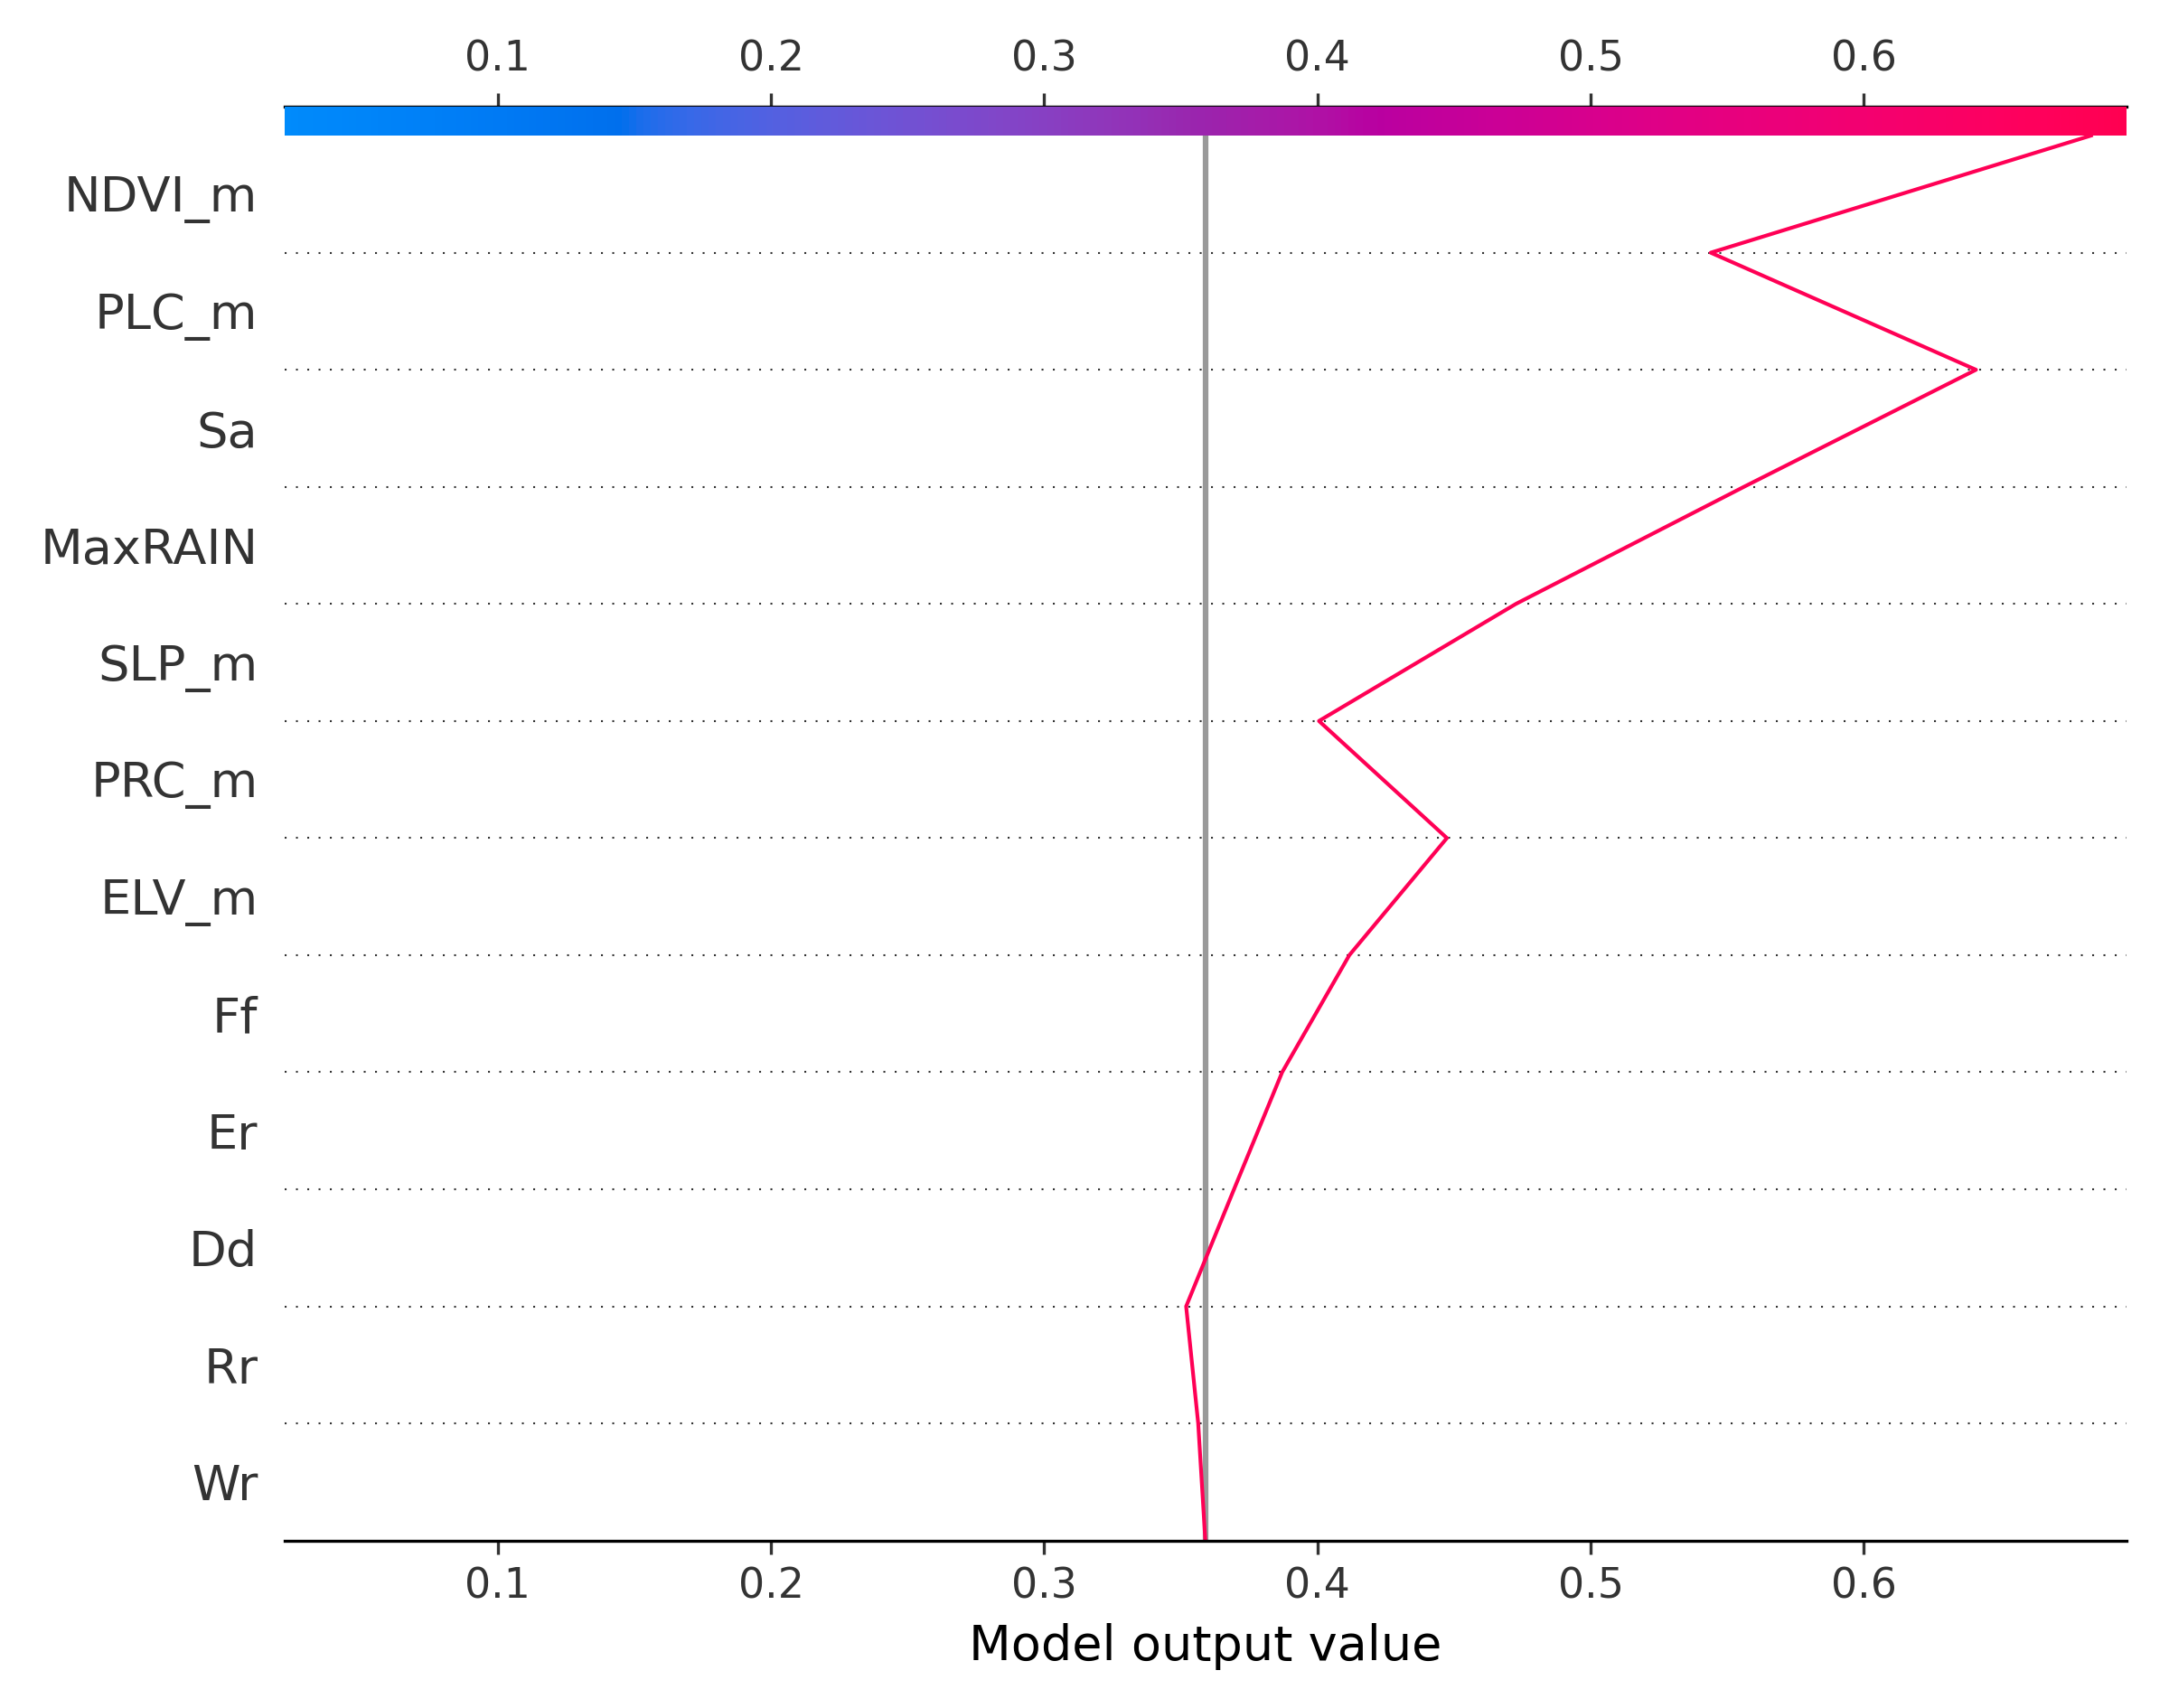 0.1 0.2 0.3 0.4 0.5 0.6
NDVI_m
PLC_m
Sa
MaxRAIN
SLP_m
PRC_m
ELV_m
Ff
Er
Dd
Rr
Wr
0.1 0.2 0.3 0.4 0.5 0.6
Model output value